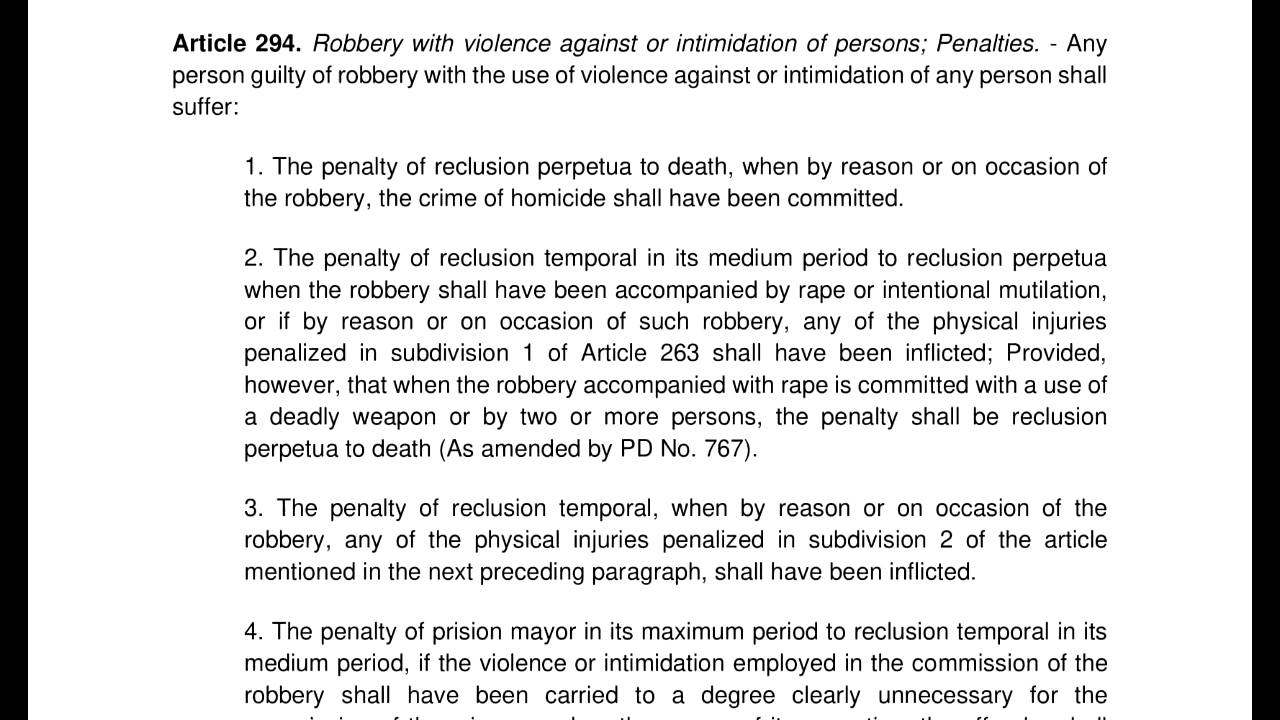 Article 294. Robbery with violence against or intimidation of persons; Penalties. - Any
person guilty of robbery with the use of violence against or intimidation of any person shall
suffer:
1. The penalty of reclusion perpetua to death, when by reason or on occasion of
the robbery, the crime of homicide shall have been committed.
2. The penalty of reclusion temporal in its medium period to reclusion perpetua
when the robbery shall have been accompanied by rape or intentional mutilation,
or if by reason or on occasion of such robbery, any of the physical injuries
penalized in subdivision 1 of Article 263 shall have been inflicted; Provided,
however, that when the robbery accompanied with rape is committed with a use of
a deadly weapon or by two or more persons, the penalty shall be reclusion
perpetua to death (As amended by PD No. 767).
3. The penalty of reclusion temporal, when by reason or on occasion of the
robbery, any of the physical injuries penalized in subdivision 2 of the article
mentioned in the next preceding paragraph, shall have been inflicted.
4. The penalty of prision mayor in its maximum period to reclusion temporal in its
medium period, if the violence or intimidation employed in the commission of the
robbery shall have been carried to a degree clearly unnecessary for the